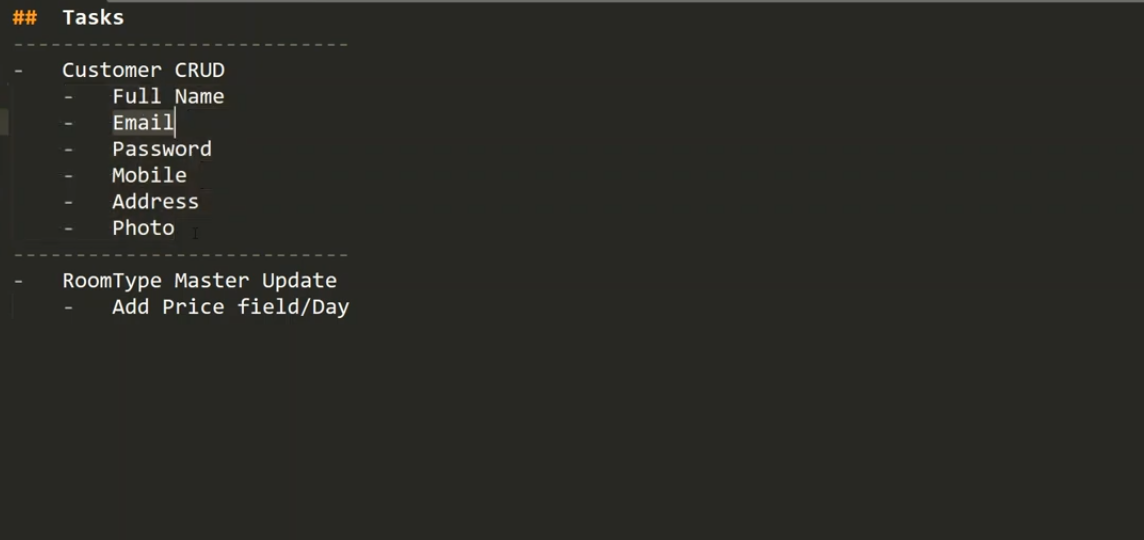 ## Tasks
---------------------------
- Customer CRUD
- Full Name
- Email
- Password
- Mobile
- Address
- Photo
---------------------------
- RoomType Master Update
- Add Price field/Day